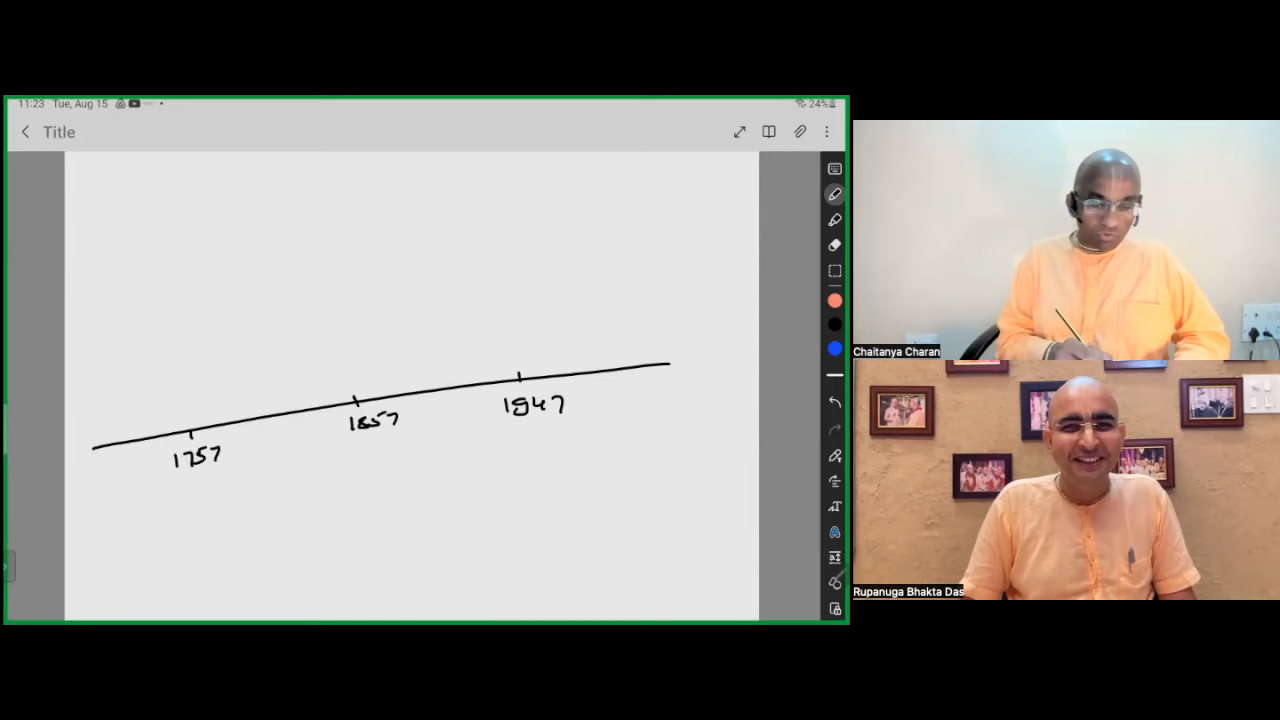 11:23 Tue, Aug 15
24%
Title
1757
1857
1947
Chaitanya Charan
Rupanuga Bhakta Das